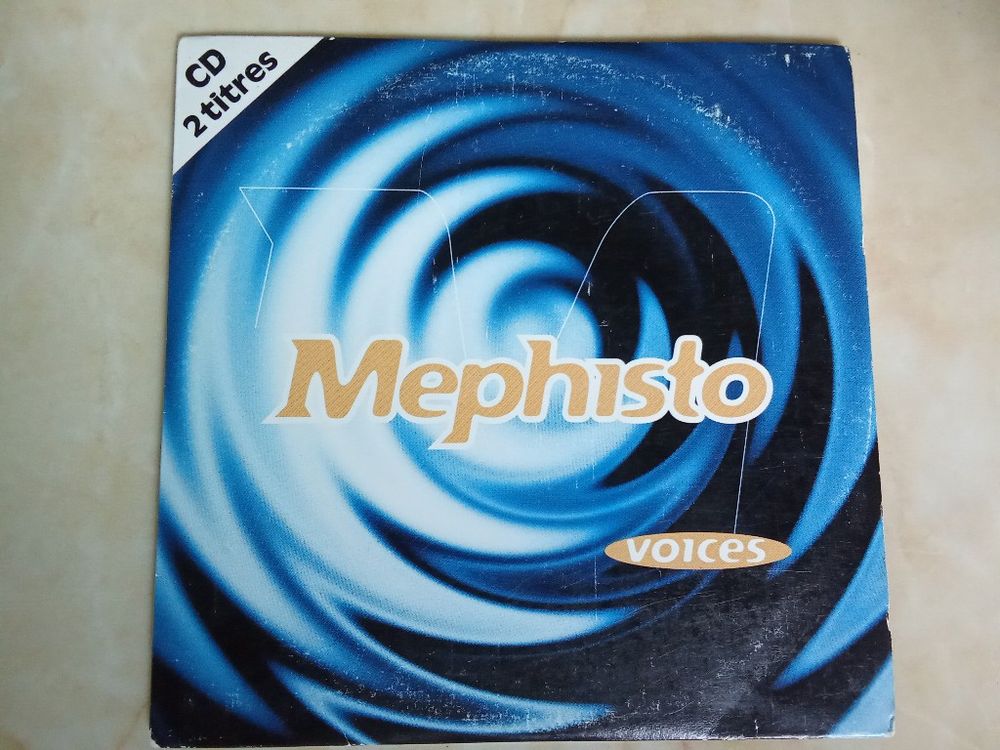 CD
2 titres
Mephisto
voices